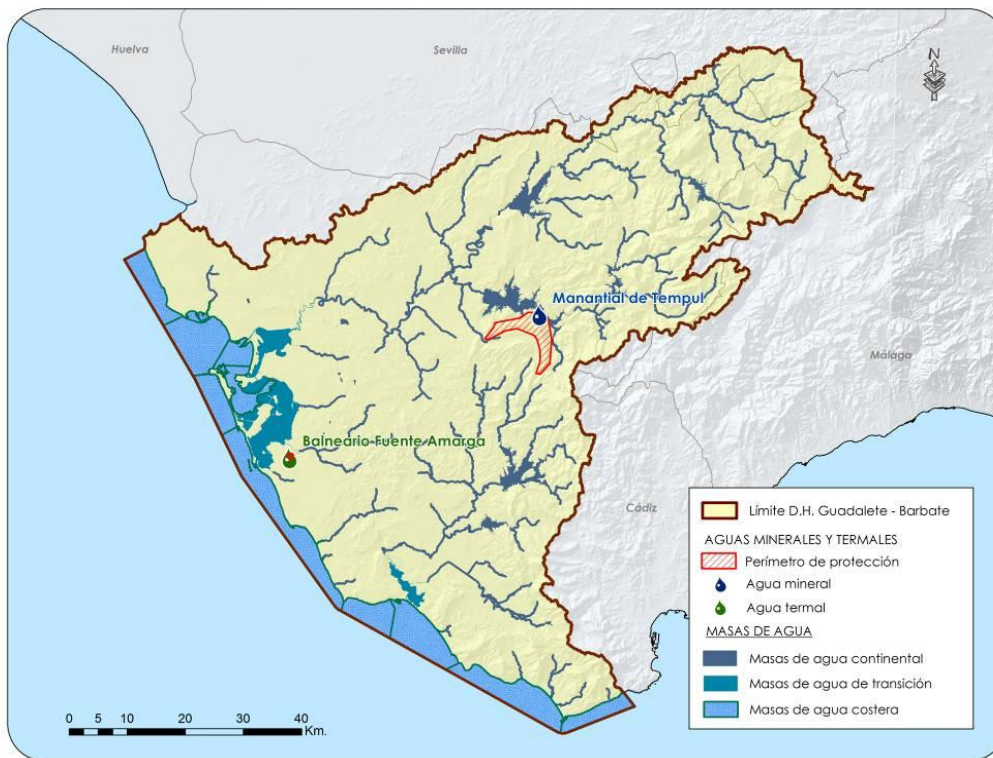 Huelva
Sevilla
N
Manantial de Tempul
Málaga
Balneario Fuente Amarga
Cádiz
Límite D.H. Guadalete - Barbate
AGUAS MINERALES Y TERMALES
Perímetro de protección
Agua mineral
Agua termal
MASAS DE AGUA
Masas de agua continental
Masas de agua de transición
Masas de agua costera
0 5 10 20 30 40
Km.